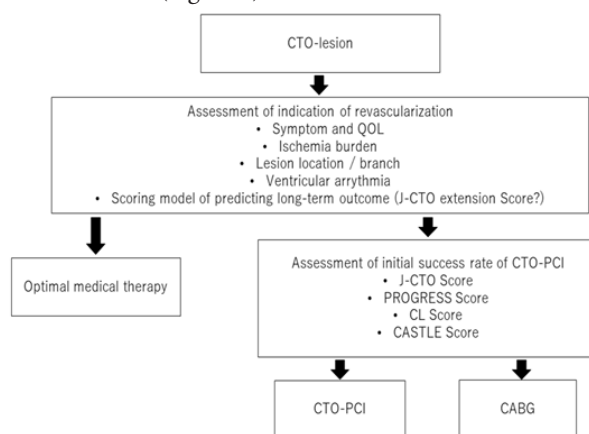 CTO-lesion
Assessment of indication of revascularization
• Symptom and QOL
• Ischemia burden
• Lesion location / branch
• Ventricular arrythmia
• Scoring model of predicting long-term outcome (J-CTO extension Score?)
Optimal medical therapy
Assessment of initial success rate of CTO-PCI
• J-CTO Score
• PROGRESS Score
• CL Score
• CASTLE Score
CTO-PCI
CABG